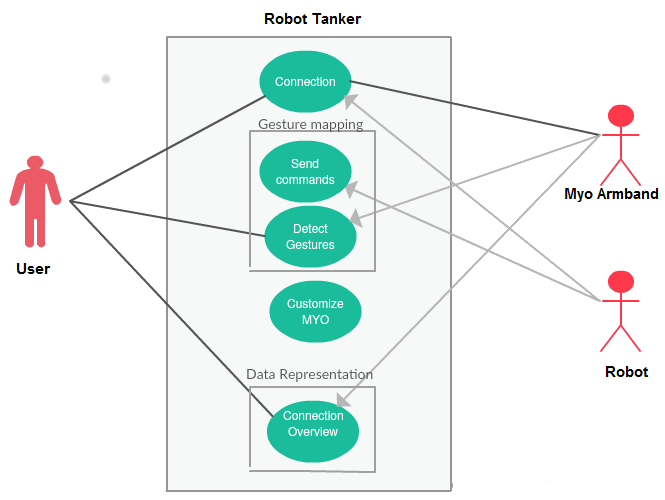 Robot Tanker
Connection
Gesture mapping
Send
commands
Detect
Gestures
Customize
MYO
Data Representation
Connection
Overview
User
Myo Armband
Robot